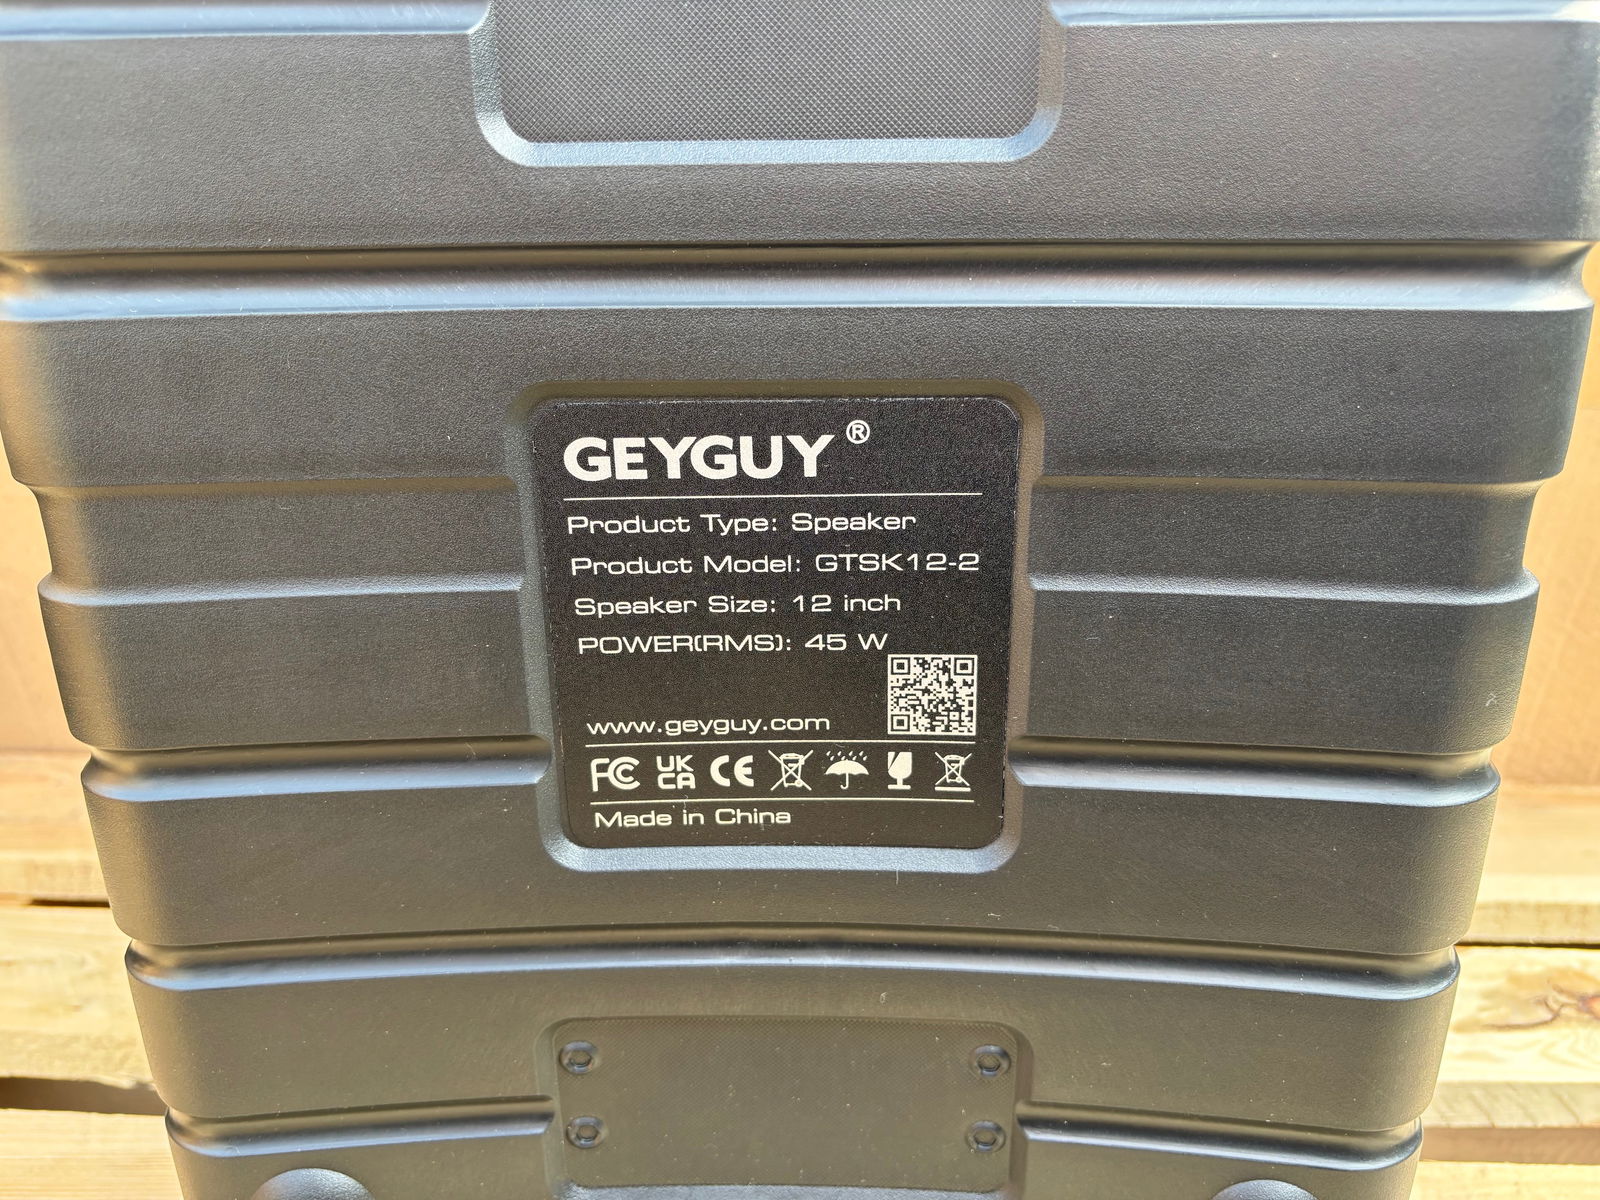 GEYGUY®
Product Type: Speaker
Product Model: GTSK12-2
Speaker Size: 12 inch
POWER(RMS): 45 W
www.geyguy.com
FC UK CA CE
Made in China